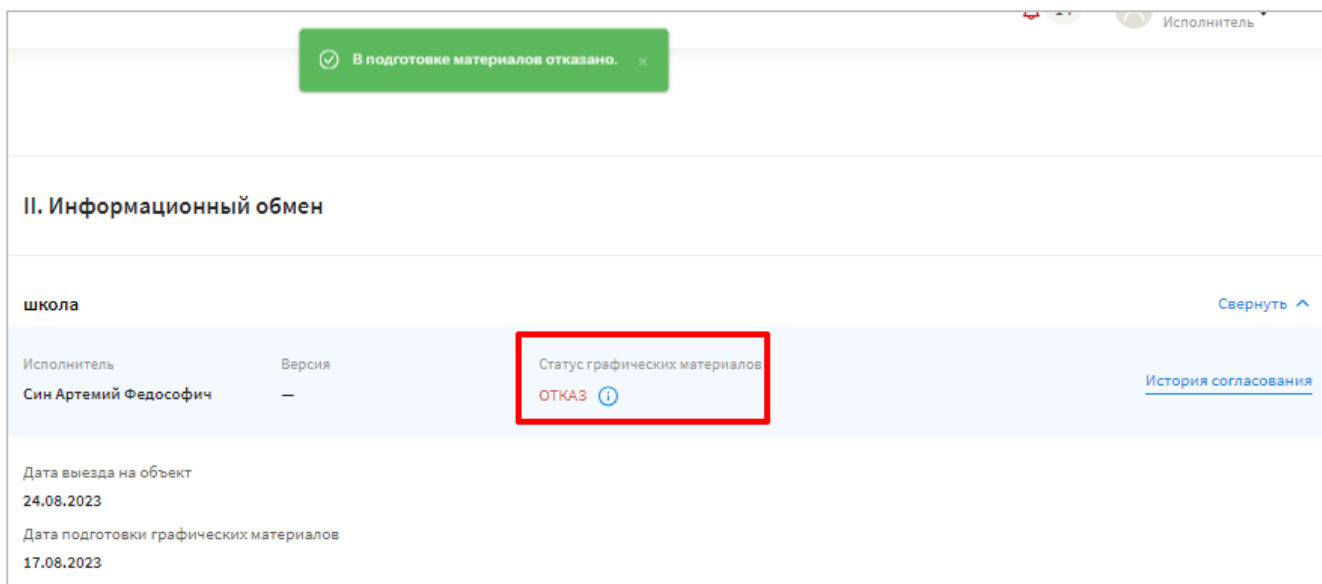 Исполнитель
В подготовке материалов отказано.
II. Информационный обмен
школа
Свернуть
Исполнитель
Версия
Статус графических материалов
Син Артемий Федософич
—
ОТКАЗ
История согласования
Дата выезда на объект
24.08.2023
Дата подготовки графических материалов
17.08.2023